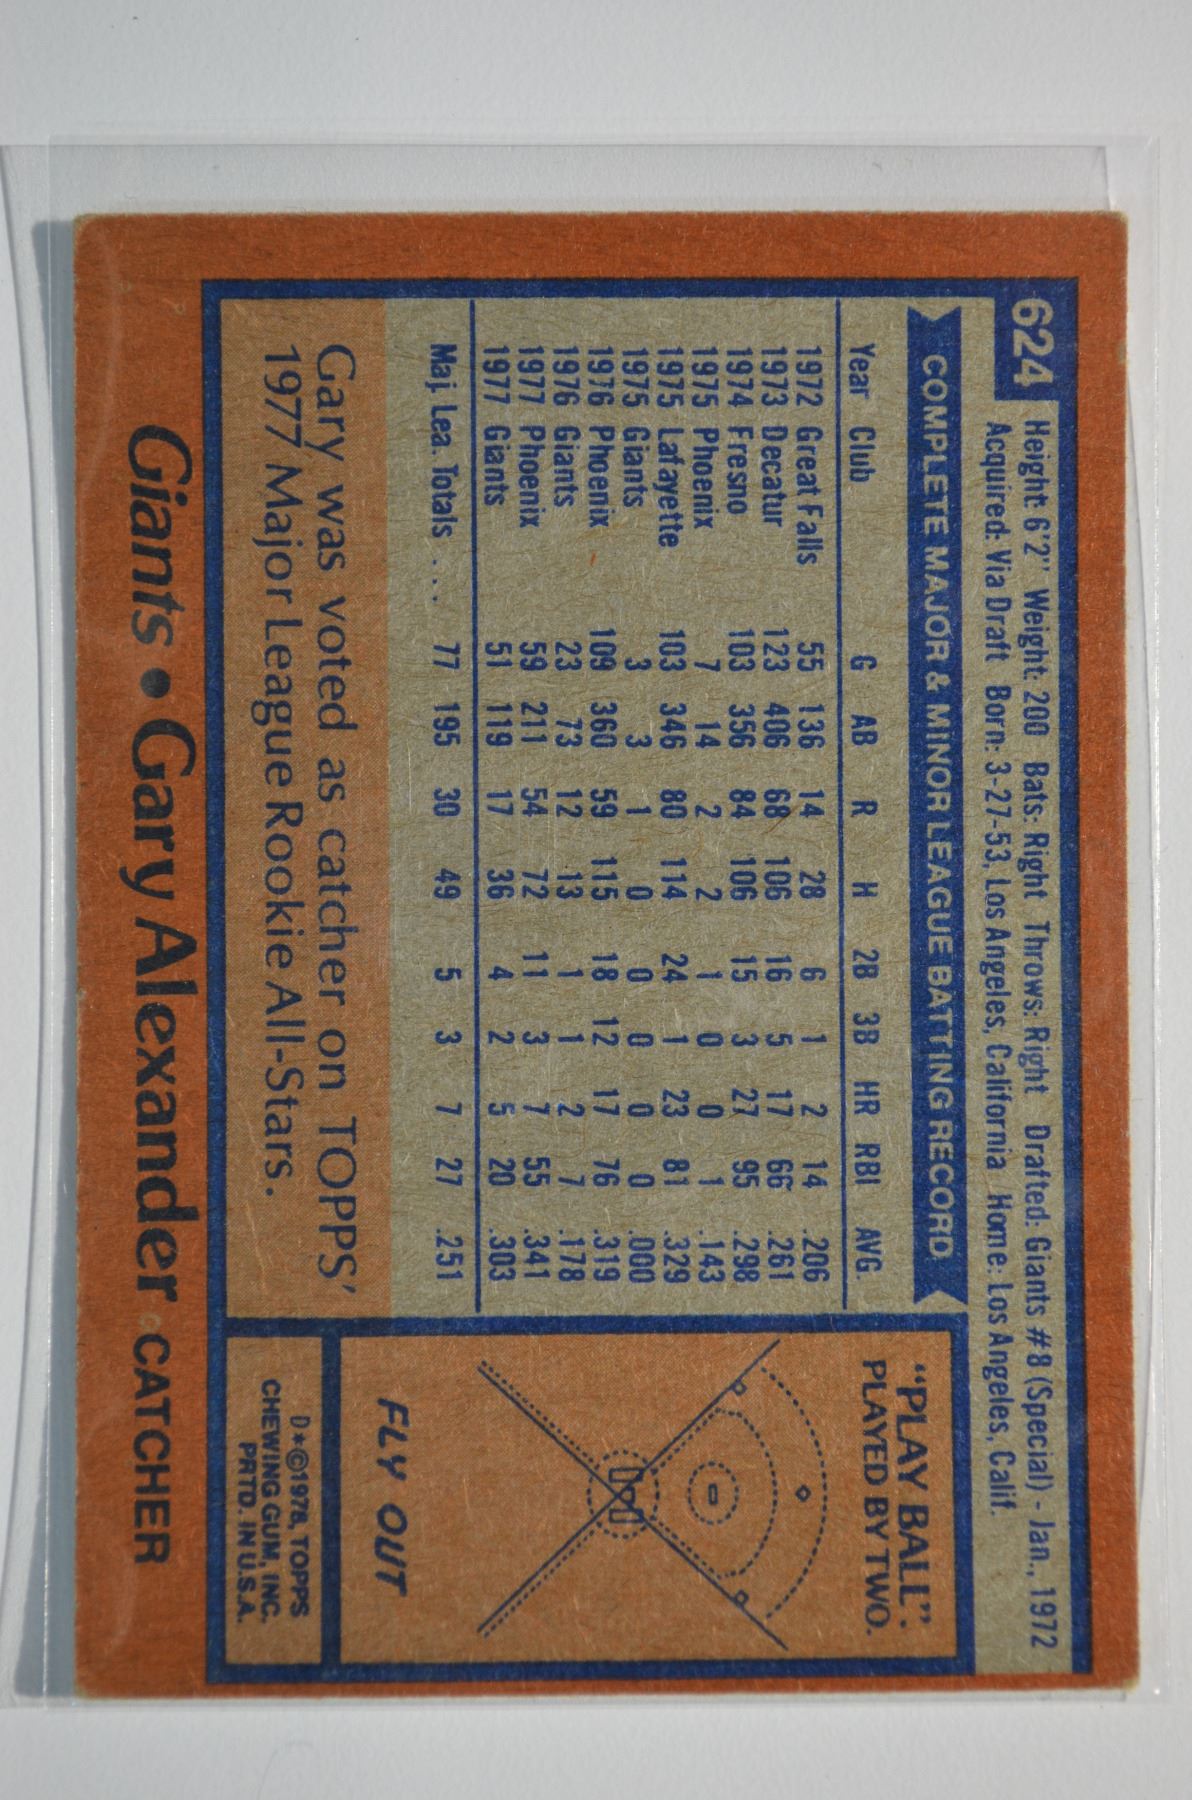 624
Height: 6'2" Weight: 200 Bats: Right Throws: Right Drafted: Giants #8 (Special) - Jan., 1972
Acquired: Via Draft Born: 3-27-53, Los Angeles, California Home: Los Angeles, Calif.
COMPLETE MAJOR & MINOR LEAGUE BATTING RECORD
Year Club G AB R H 2B 3B HR RBI AVG.
1972 Great Falls 55 136 14 28 6 1 2 14 .206
1973 Decatur 123 406 68 106 16 5 17 66 .261
1974 Fresno 103 356 84 106 15 3 27 95 .298
1975 Phoenix 7 14 2 2 1 0 0 1 .143
1975 Lafayette 103 346 80 114 24 1 23 81 .329
1975 Giants 3 3 1 0 0 0 0 0 .000
1976 Phoenix 109 360 59 115 18 12 17 76 .319
1976 Giants 23 73 12 13 1 1 2 7 .178
1977 Phoenix 59 211 54 72 11 3 7 55 .341
1977 Giants 51 119 17 36 4 2 5 20 .303
Maj. Lea. Totals . . . 77 195 30 49 5 3 7 27 .251
Gary was voted as catcher on TOPPS'
1977 Major League Rookie All-Stars.
"PLAY BALL":
PLAYED BY TWO.
FLY OUT
D*©1978, TOPPS
CHEWING GUM, INC.
PRTD. IN U.S.A.
Giants • Gary Alexander CATCHER